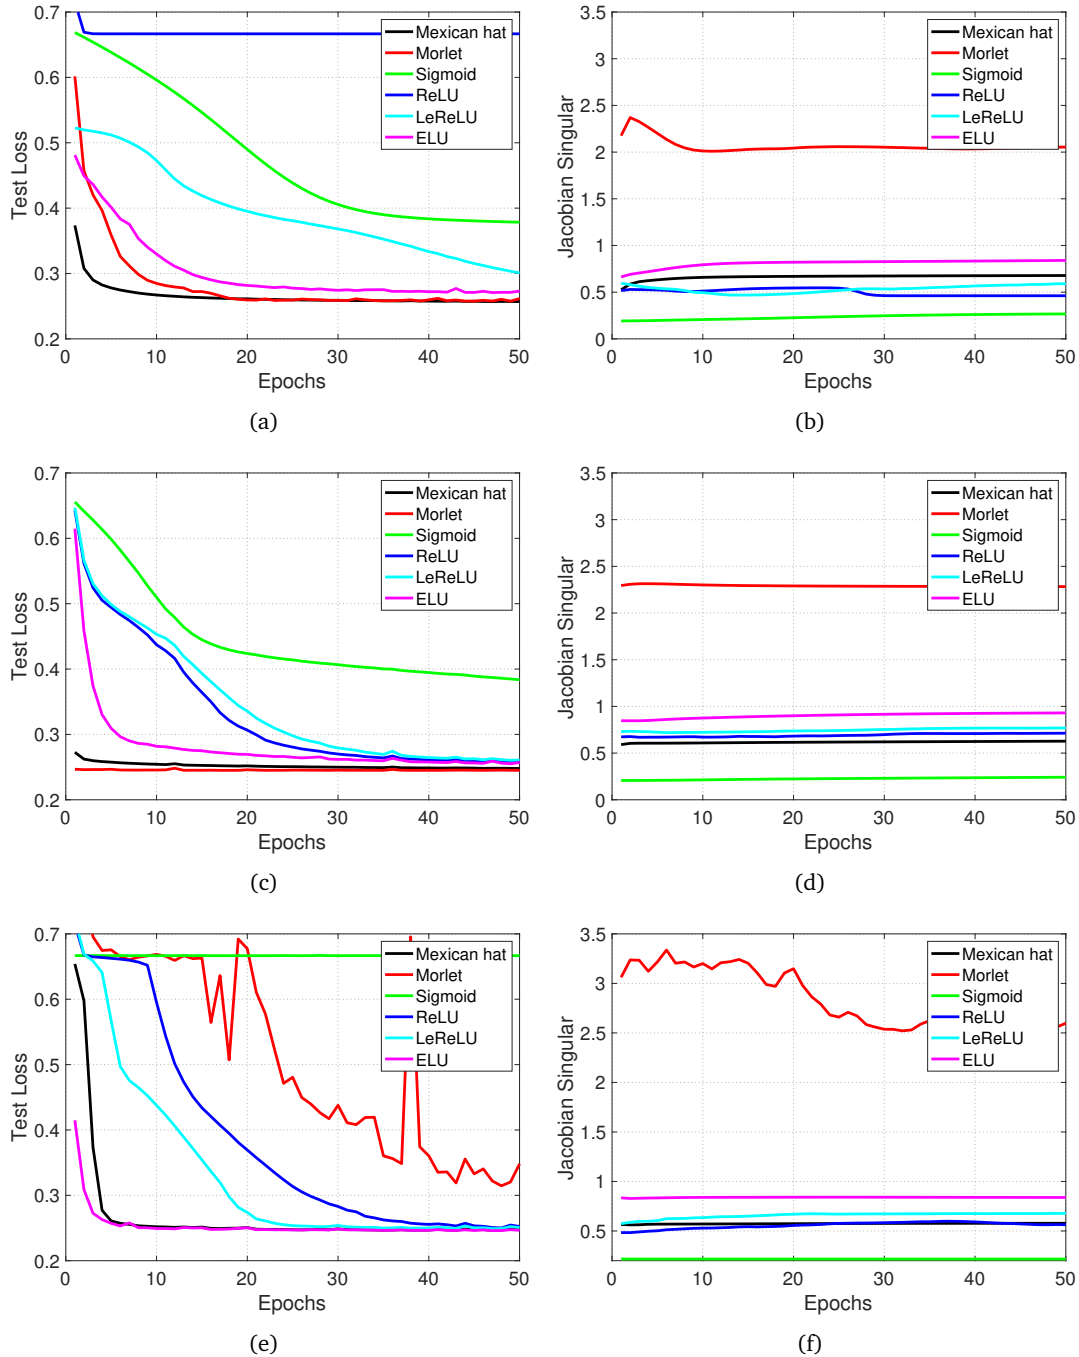 0.7
0.6
0.5
0.4
0.3
0.2
0
10
20
30
40
50
Test Loss
Epochs
Mexican hat
Morlet
Sigmoid
ReLU
LeReLU
ELU
(a)
3.5
3
2.5
2
1.5
1
0.5
0
0
10
20
30
40
50
Jacobian Singular
Epochs
Mexican hat
Morlet
Sigmoid
ReLU
LeReLU
ELU
(b)
0.7
0.6
0.5
0.4
0.3
0.2
0
10
20
30
40
50
Test Loss
Epochs
Mexican hat
Morlet
Sigmoid
ReLU
LeReLU
ELU
(c)
3.5
3
2.5
2
1.5
1
0.5
0
0
10
20
30
40
50
Jacobian Singular
Epochs
Mexican hat
Morlet
Sigmoid
ReLU
LeReLU
ELU
(d)
0.7
0.6
0.5
0.4
0.3
0.2
0
10
20
30
40
50
Test Loss
Epochs
Mexican hat
Morlet
Sigmoid
ReLU
LeReLU
ELU
(e)
3.5
3
2.5
2
1.5
1
0.5
0
10
20
30
40
50
Jacobian Singular
Epochs
Mexican hat
Morlet
Sigmoid
ReLU
LeReLU
ELU
(f)